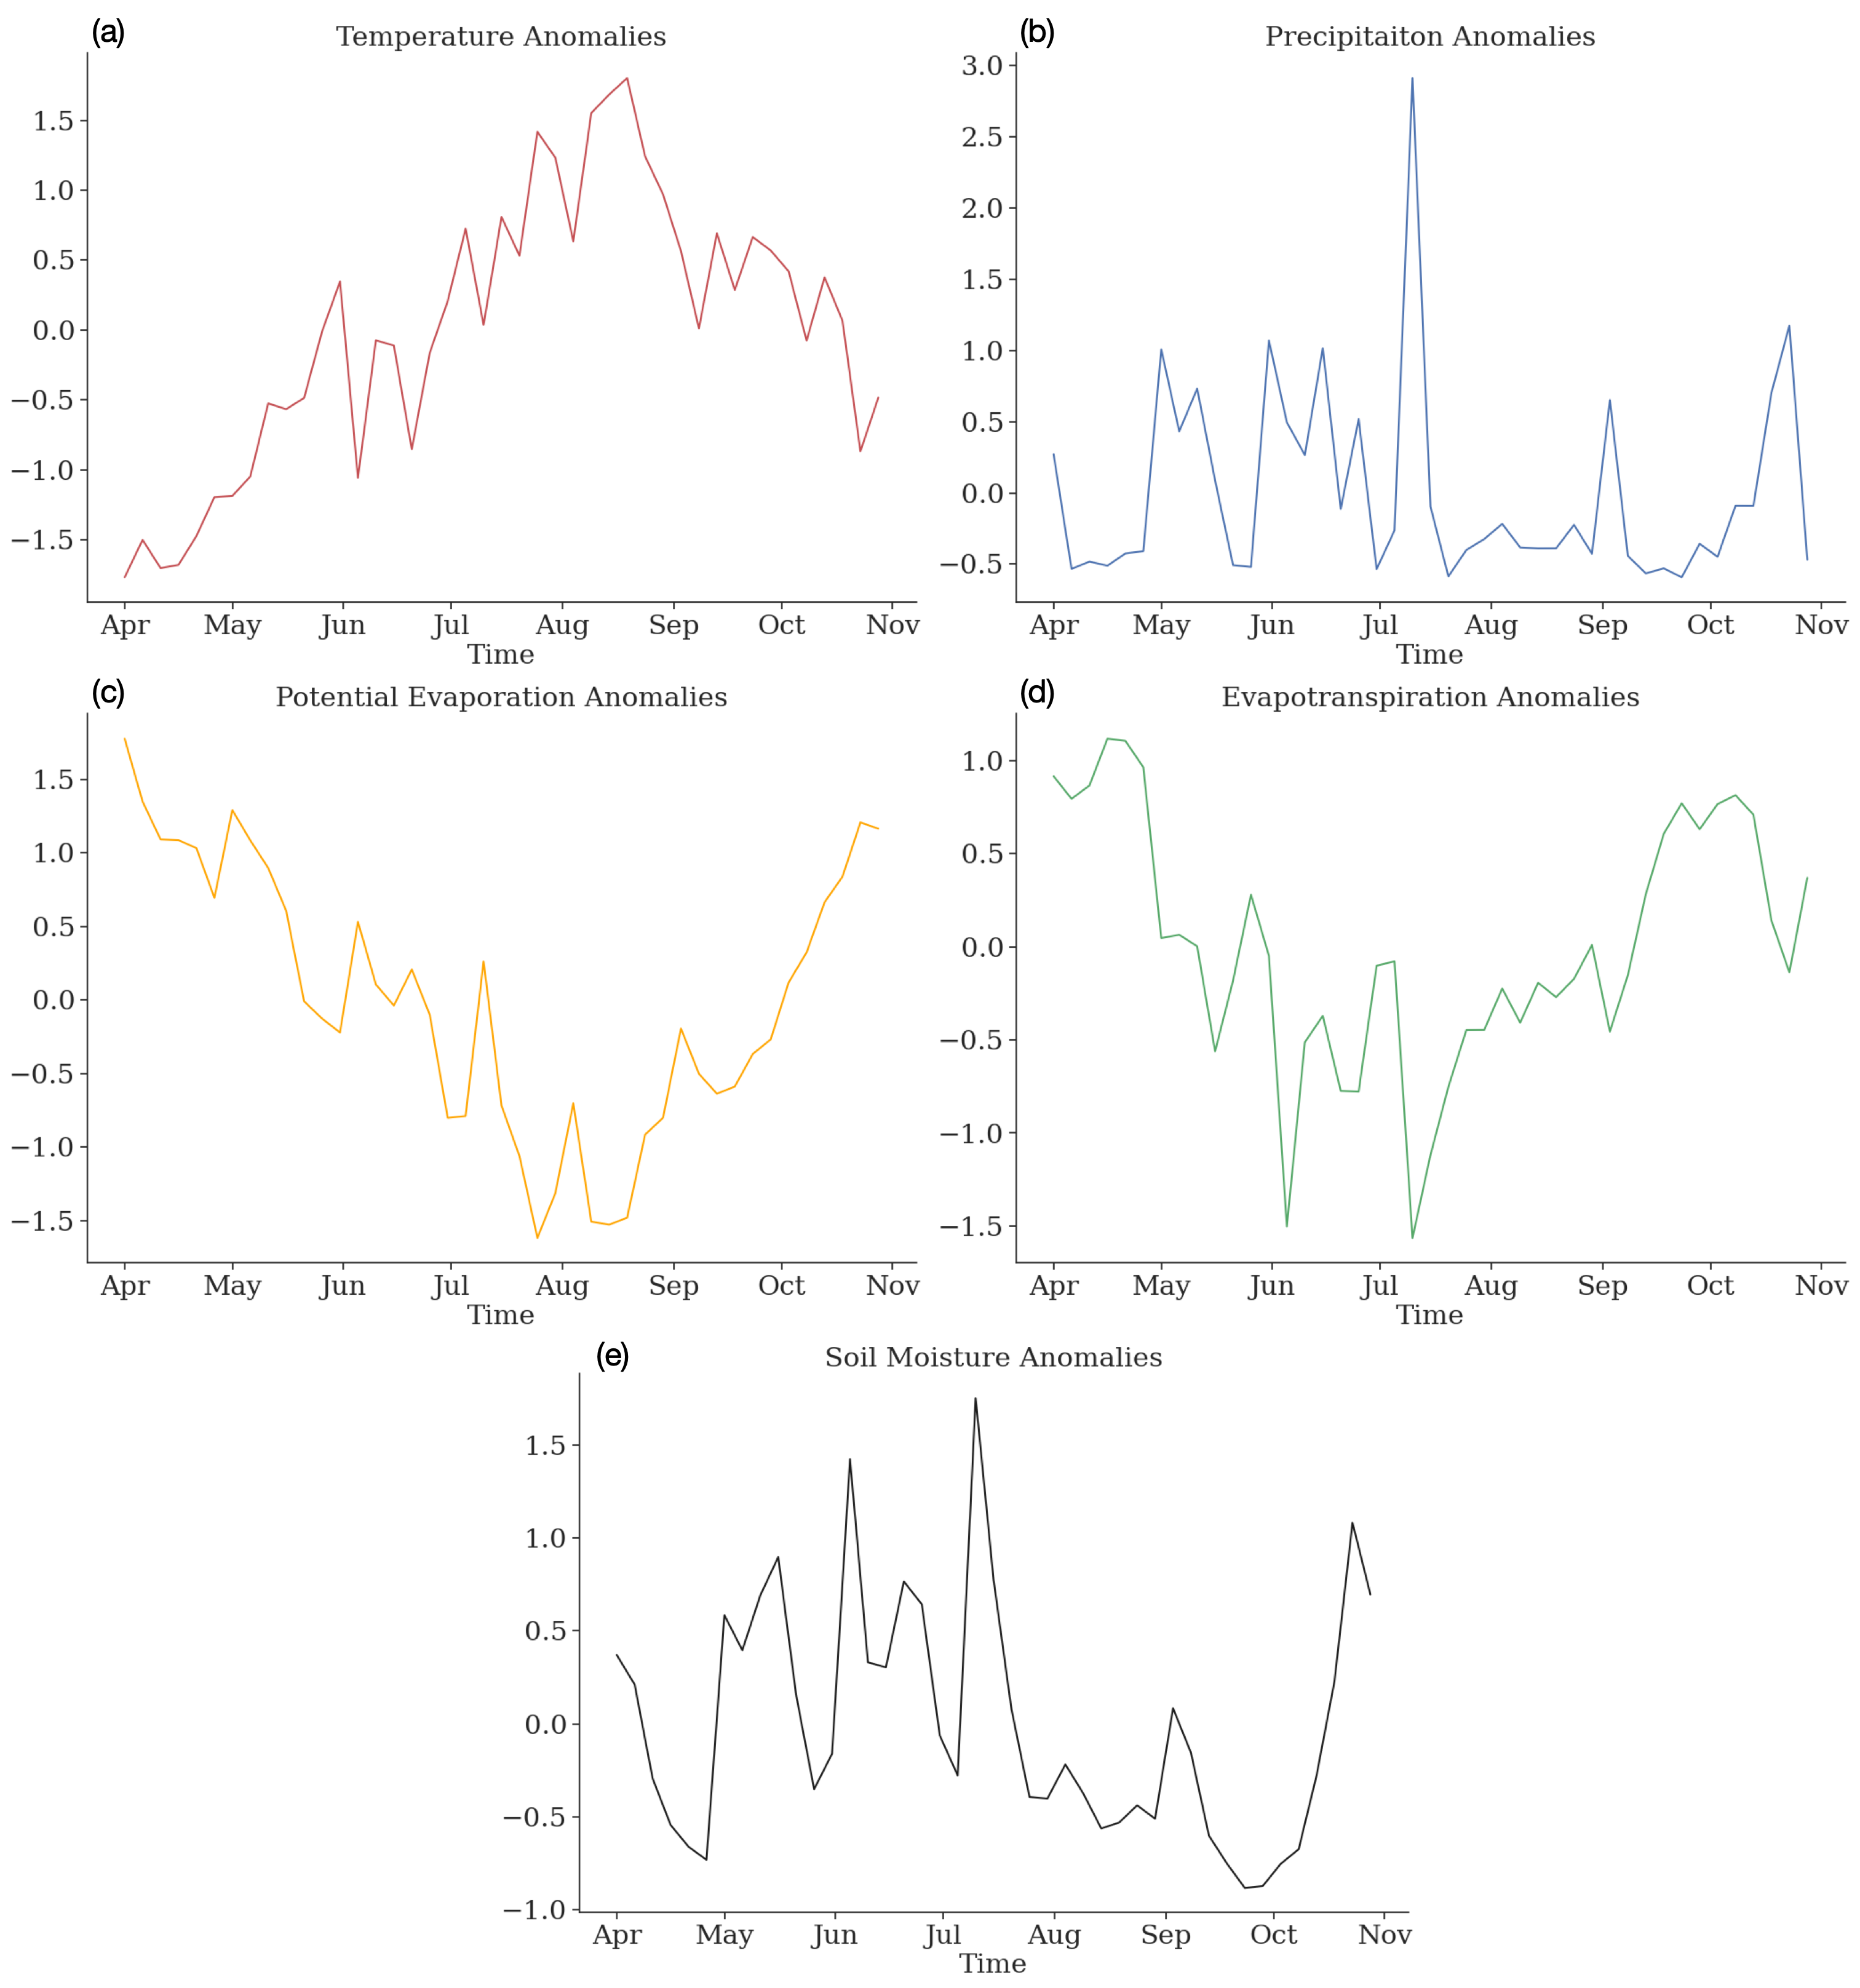 (a) Temperature Anomalies
1.5
1.0
0.5
0.0
−0.5
−1.0
−1.5
Apr May Jun Jul Aug Sep Oct Nov
Time
(b) Precipitaiton Anomalies
3.0
2.5
2.0
1.5
1.0
0.5
0.0
−0.5
Apr May Jun Jul Aug Sep Oct Nov
Time
(c) Potential Evaporation Anomalies
1.5
1.0
0.5
0.0
−0.5
−1.0
−1.5
Apr May Jun Jul Aug Sep Oct Nov
Time
(d) Evapotranspiration Anomalies
1.0
0.5
0.0
−0.5
−1.0
−1.5
Apr May Jun Jul Aug Sep Oct Nov
Time
(e) Soil Moisture Anomalies
1.5
1.0
0.5
0.0
−0.5
−1.0
Apr May Jun Jul Aug Sep Oct Nov
Time